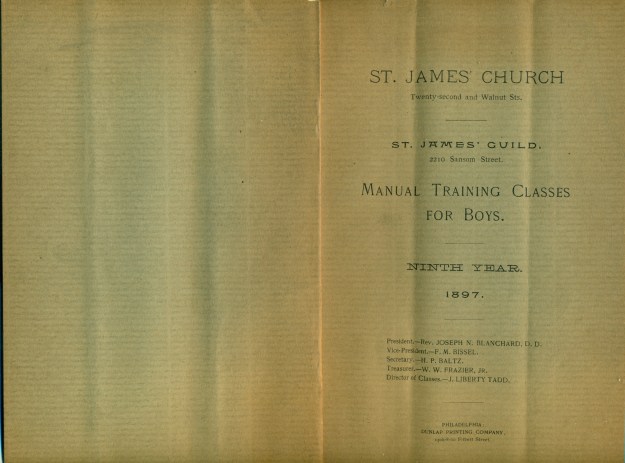 ST. JAMES' CHURCH
Twenty-second and Walnut Sts.
ST. JAMES' GUILD,
2210 Sansom Street.
MANUAL TRAINING CLASSES
FOR BOYS.
NINTH YEAR.
1897.
President.—Rev. JOSEPH N. BLANCHARD, D. D.
Vice-President.—F. M. BISSEL.
Secretary.—H. P. BALTZ.
Treasurer.—W. W. FRAZIER, JR.
Director of Classes.—J. LIBERTY TADD.
PHILADELPHIA.
DUNLAP PRINTING COMPANY,
Filbert Street.